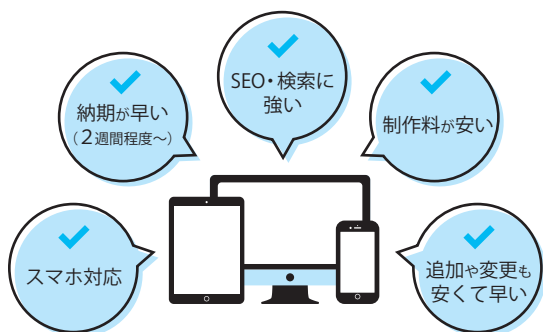 SEO・検索に
強い
納期が早い
（2週間程度〜）
制作料が安い
スマホ対応
追加や変更も
安くて早い